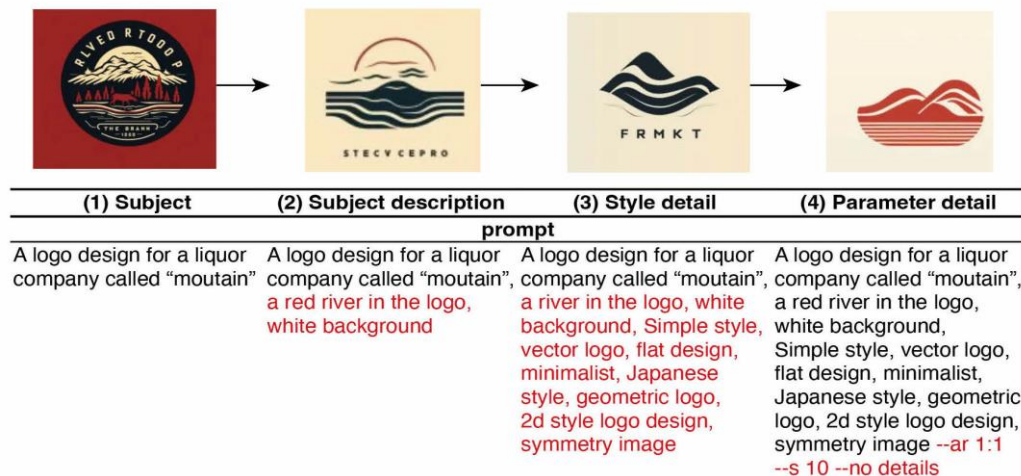 RLVEO RTOOO P
THE BRANN
STECVCEPRO
FRMKT
(1) Subject
(2) Subject description
(3) Style detail
(4) Parameter detail
prompt
A logo design for a liquor
company called “moutain”
A logo design for a liquor
company called “moutain”,
a red river in the logo,
white background
A logo design for a liquor
company called “moutain”,
a river in the logo, white
background, Simple style,
vector logo, flat design,
minimalist, Japanese
style, geometric logo,
2d style logo design,
symmetry image
A logo design for a liquor
company called “moutain”,
a red river in the logo,
white background,
Simple style, vector logo,
flat design, minimalist,
Japanese style, geometric
logo, 2d style logo design,
symmetry image --ar 1:1
--s 10 --no details